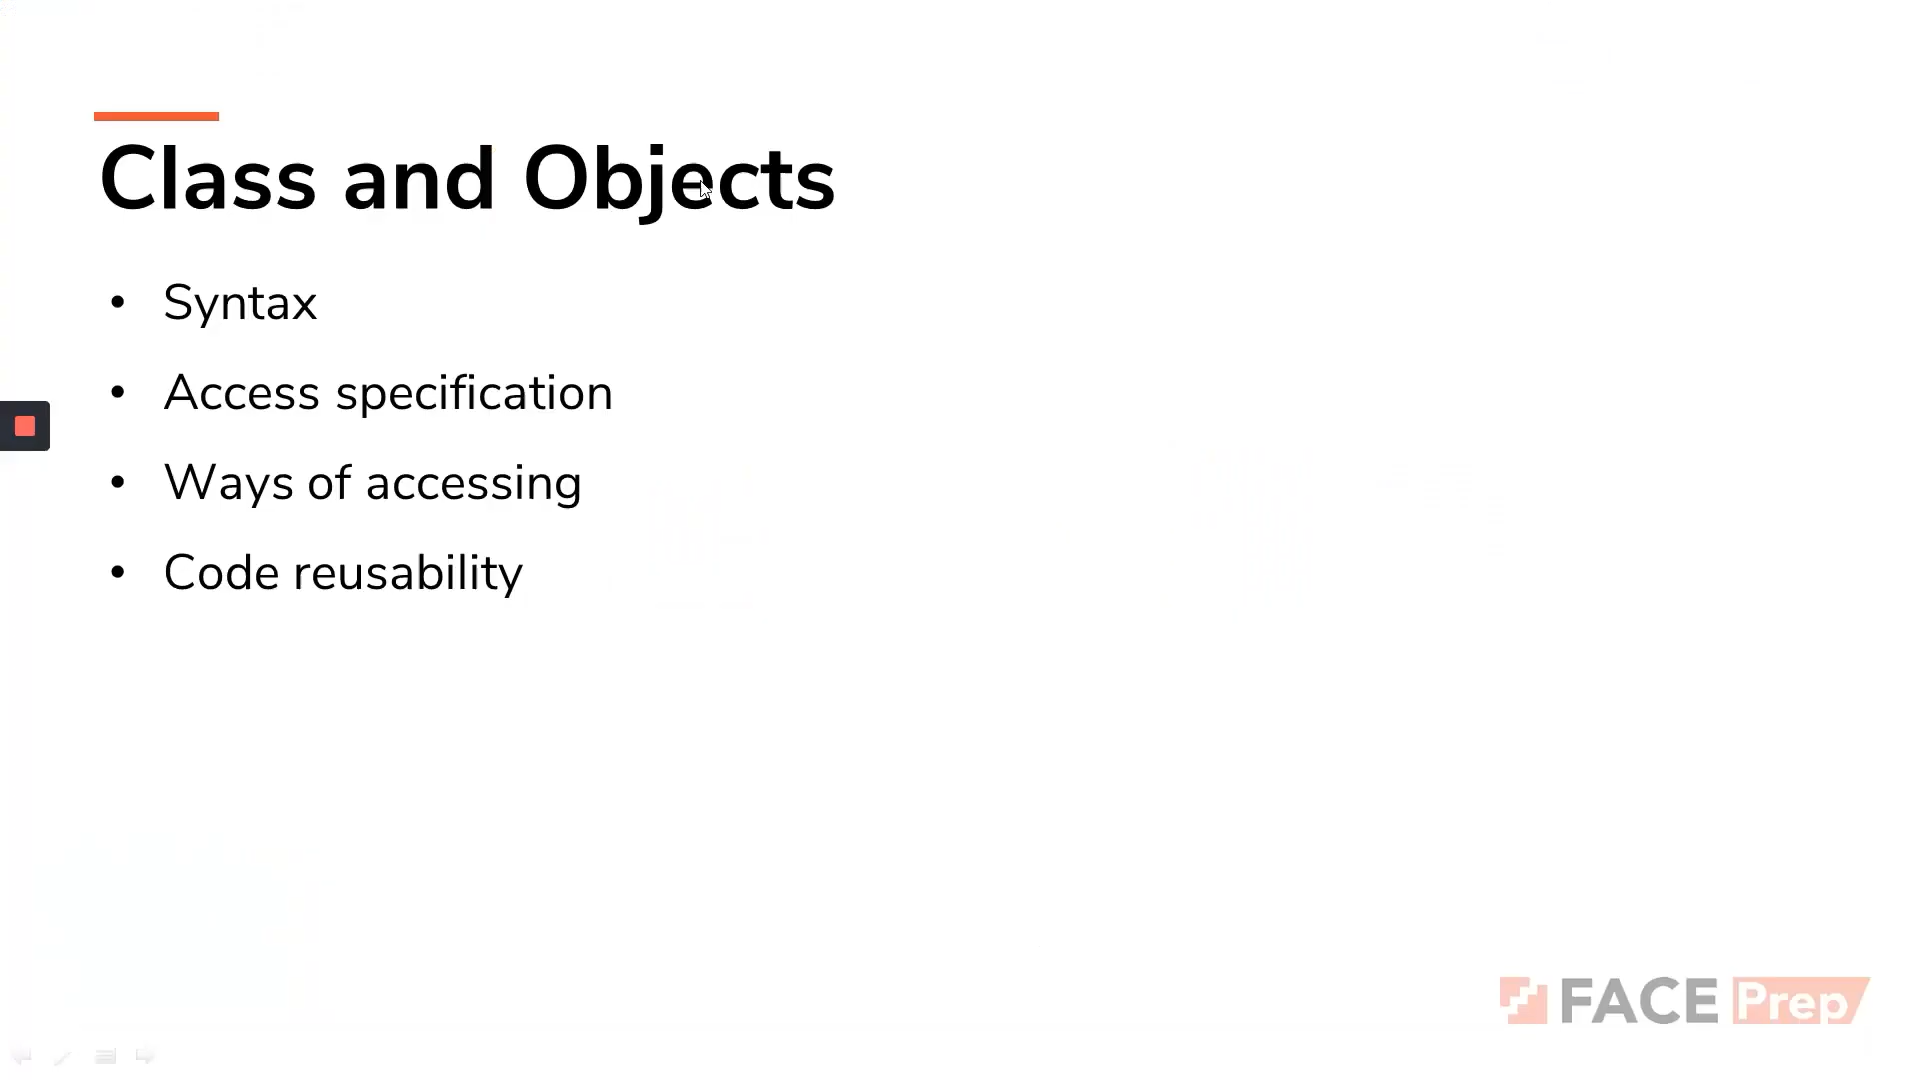 Class and Objects
• Syntax
• Access specification
• Ways of accessing
• Code reusability
FACE Prep